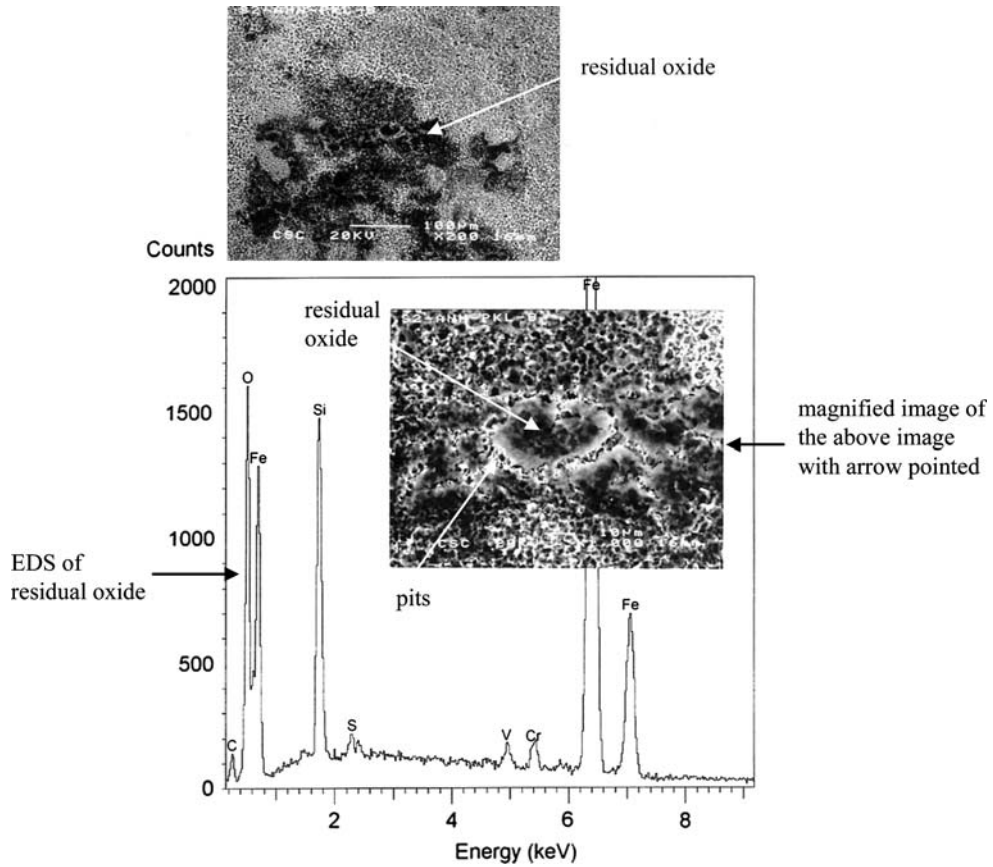 residual oxide
100µm
CSC 20KV X200 16mm
Counts
2000
1500
1000
500
0
O
Fe
Si
C
S
V
Cr
Fe
Fe
residual
oxide
pits
10µm
magnified image of
the above image
with arrow pointed
EDS of
residual oxide
2
4
6
8
Energy (keV)